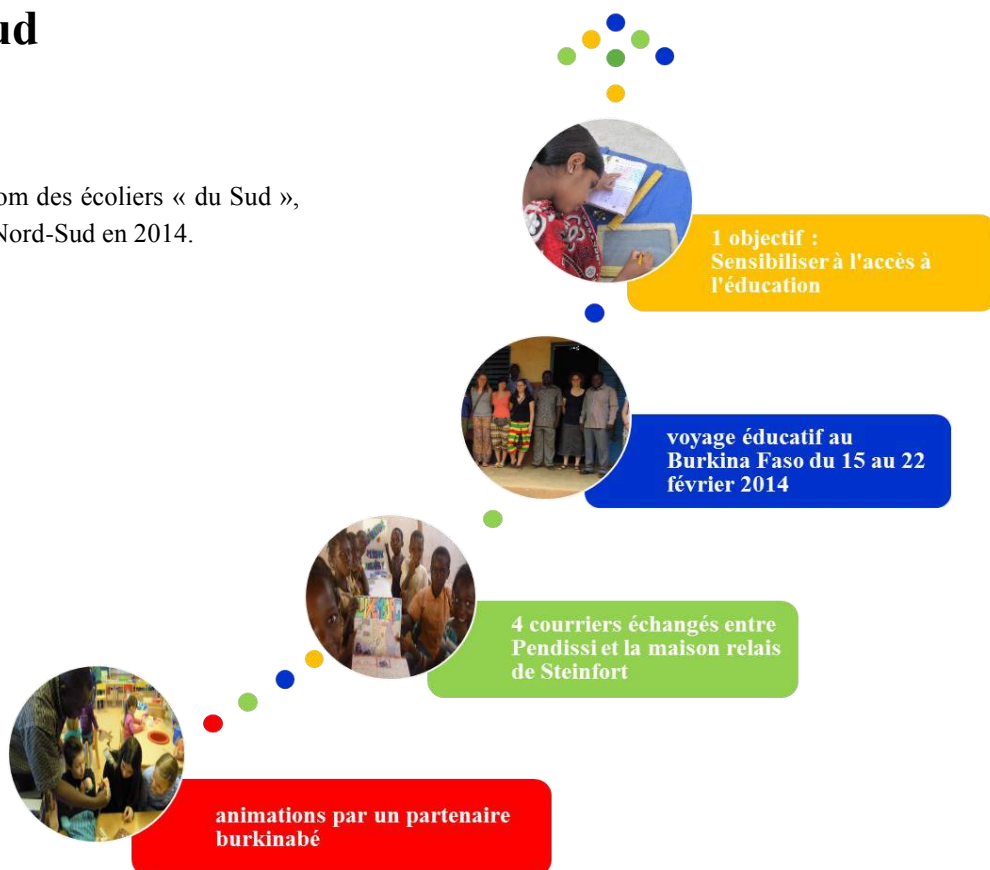 ud
om des écoliers « du Sud »,
Nord-Sud en 2014.
1 objectif :
Sensibiliser à l'accès à
l'éducation
voyage éducatif au
Burkina Faso du 15 au 22
février 2014
4 courriers échangés entre
Pendissi et la maison relais
de Steinfort
animations par un partenaire
burkinabé